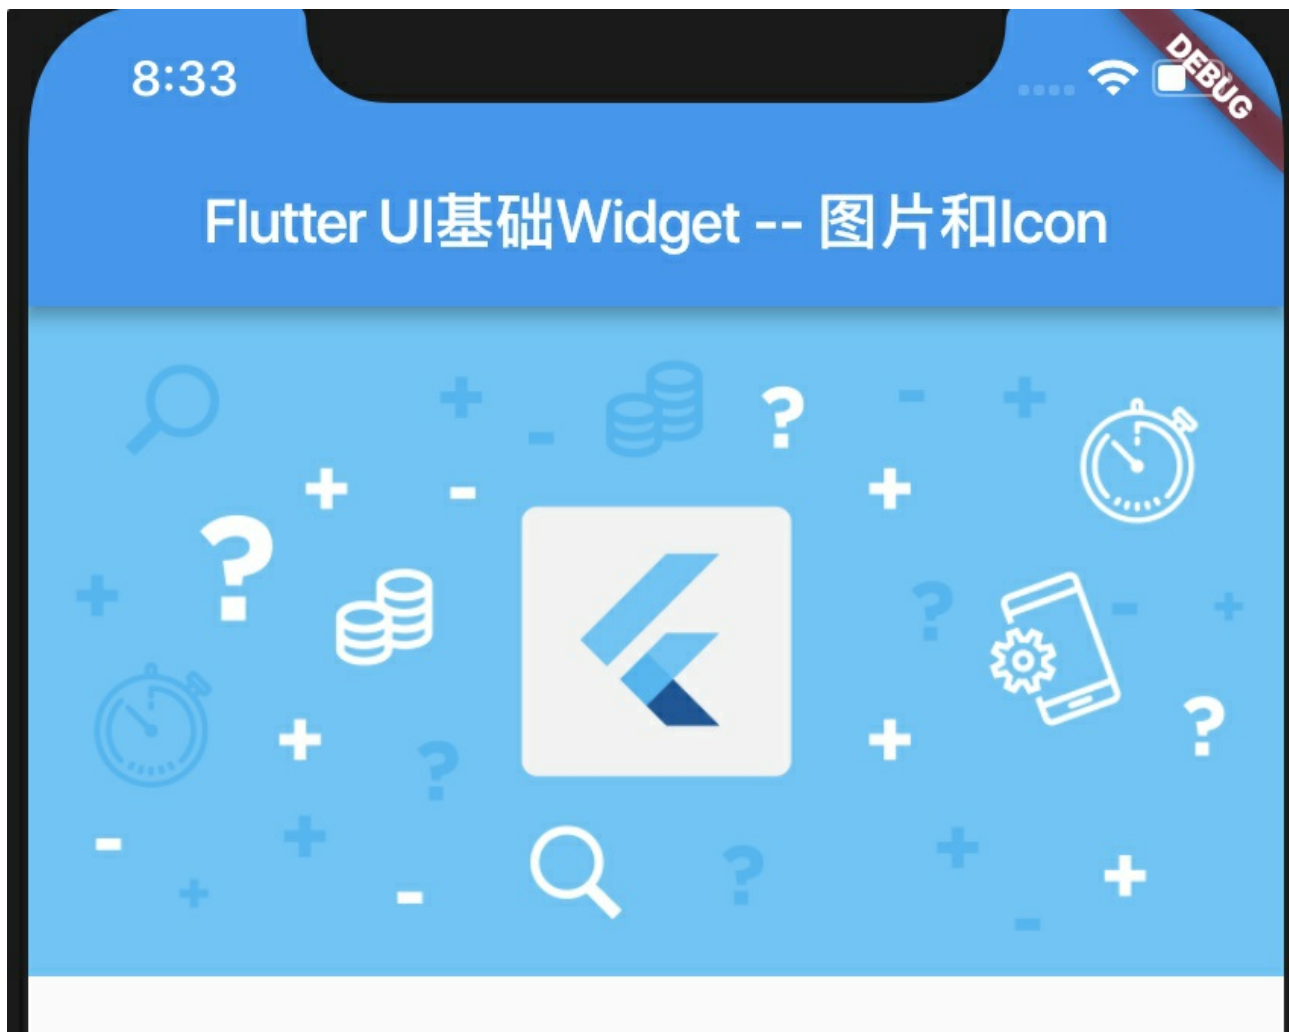 8:33
DEBUG
Flutter UI基础Widget -- 图片和Icon
+ - ? - +
+ - +
?
+ ? - +
+ ? + ?
- + ? + +
+ - -